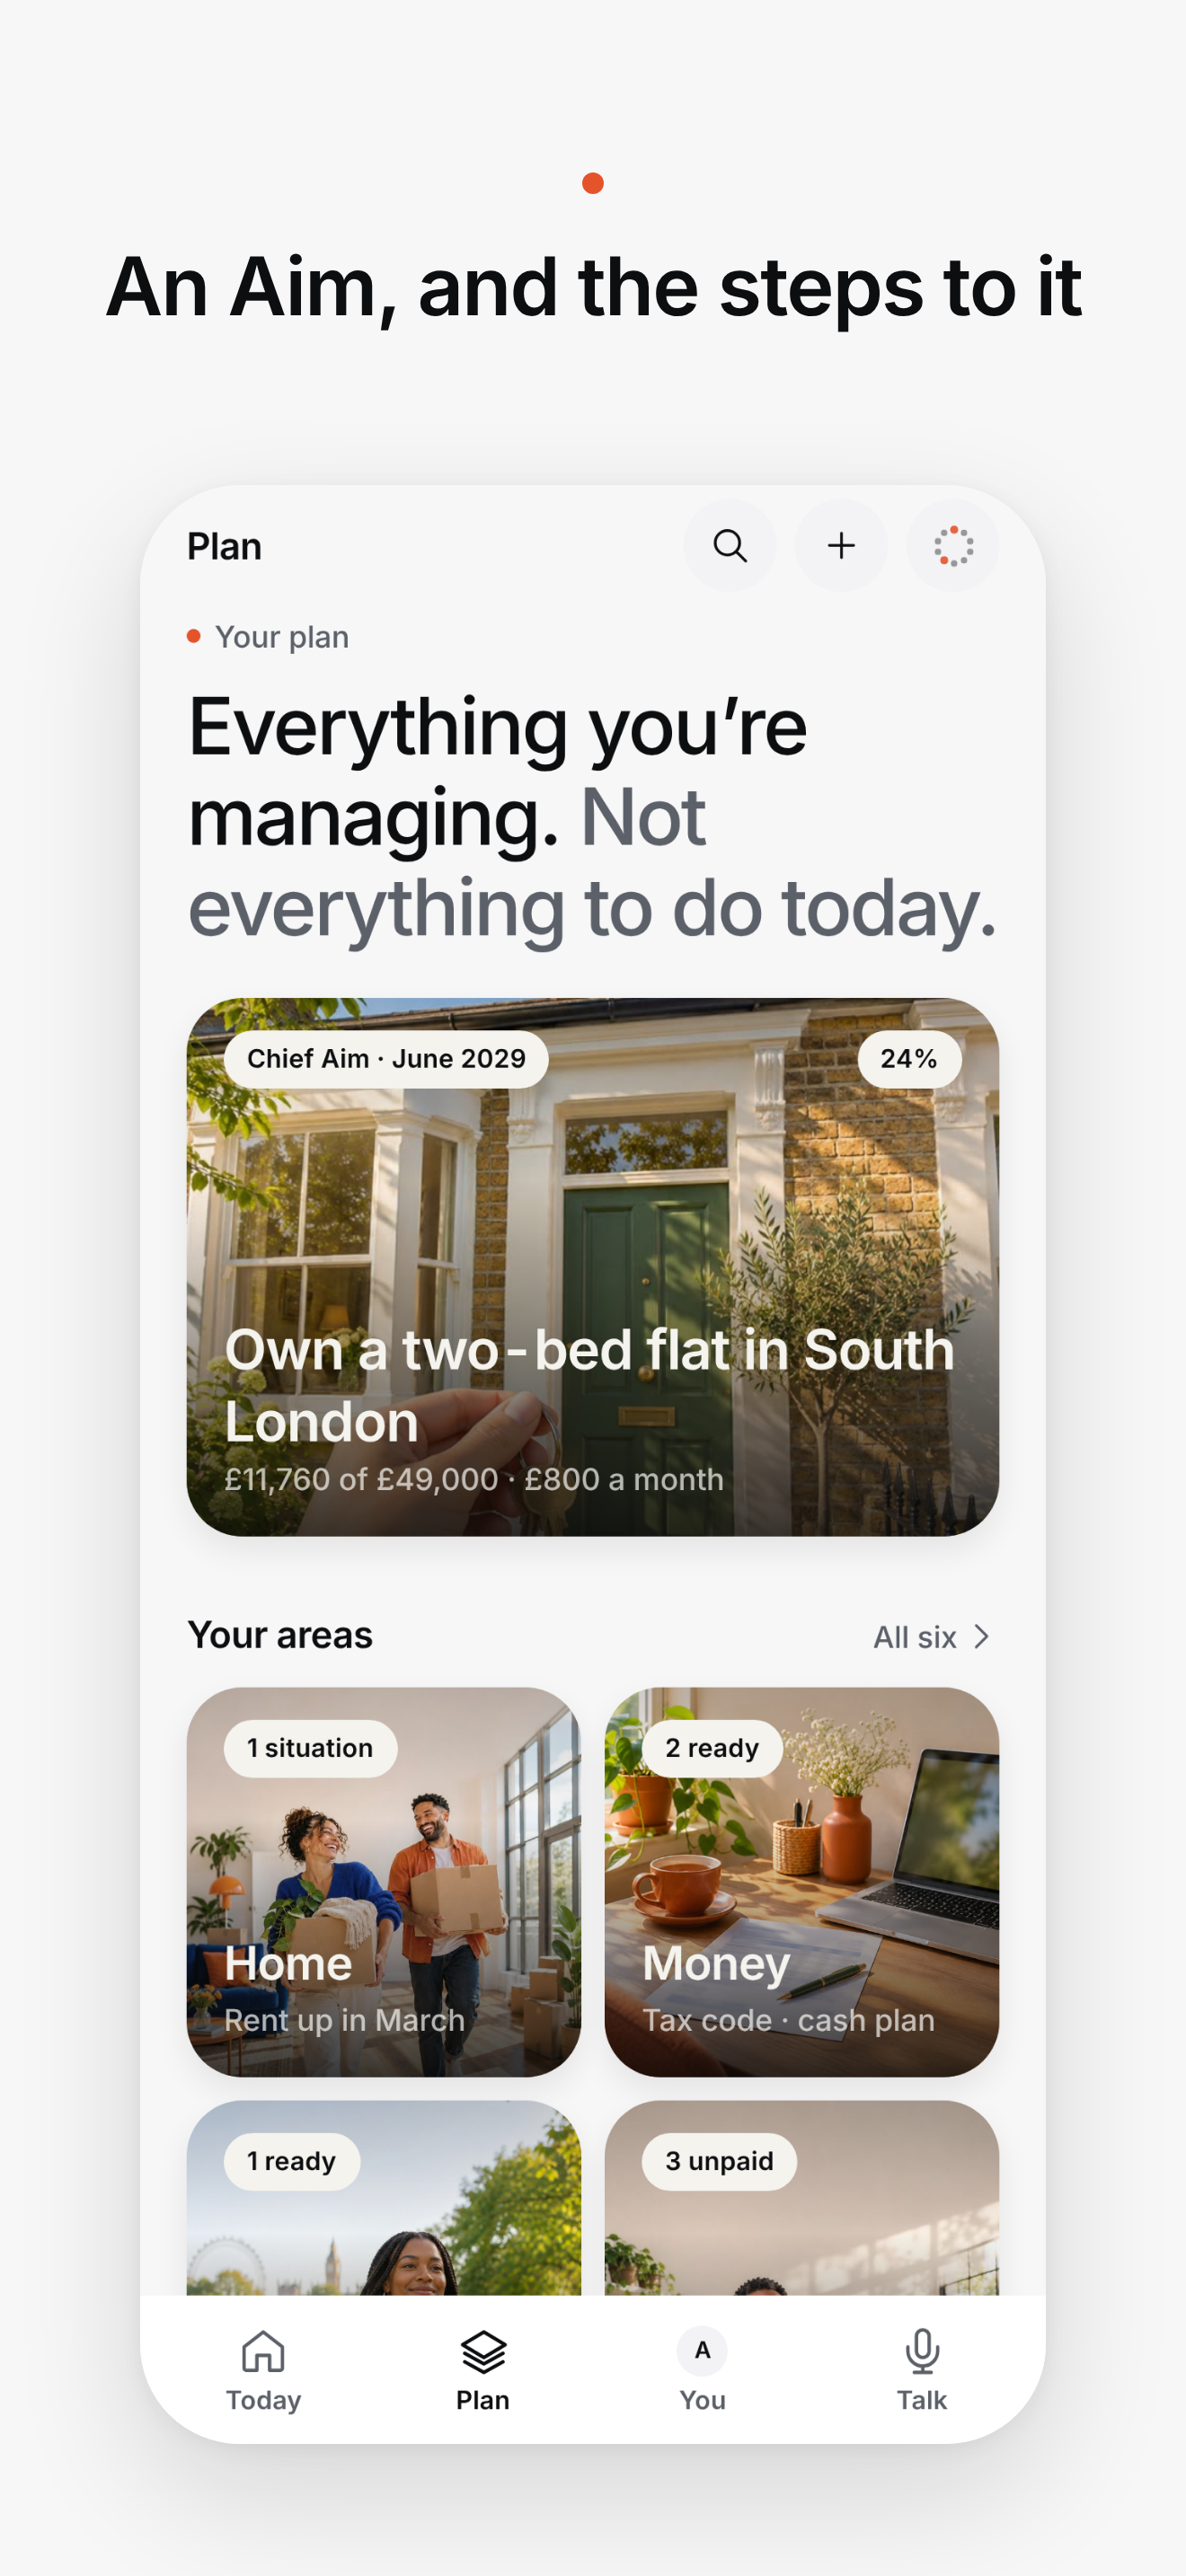 An Aim, and the steps to it
Plan
Your plan
Everything you’re
managing. Not
everything to do today.
Chief Aim · June 2029
24%
Own a two-bed flat in South
London
£11,760 of £49,000 · £800 a month
Your areas
All six
1 situation
2 ready
Home
Money
Rent up in March
Tax code · cash plan
1 ready
3 unpaid
A
Today
Plan
You
Talk